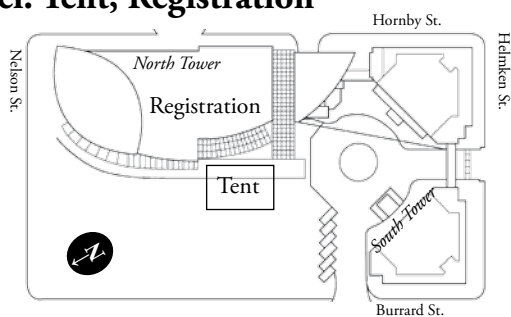 el: Tent, Registration
Hornby St.
Nelson St.
North Tower
Helmken St.
Registration
Tent
South Tower
N
Burrard St.